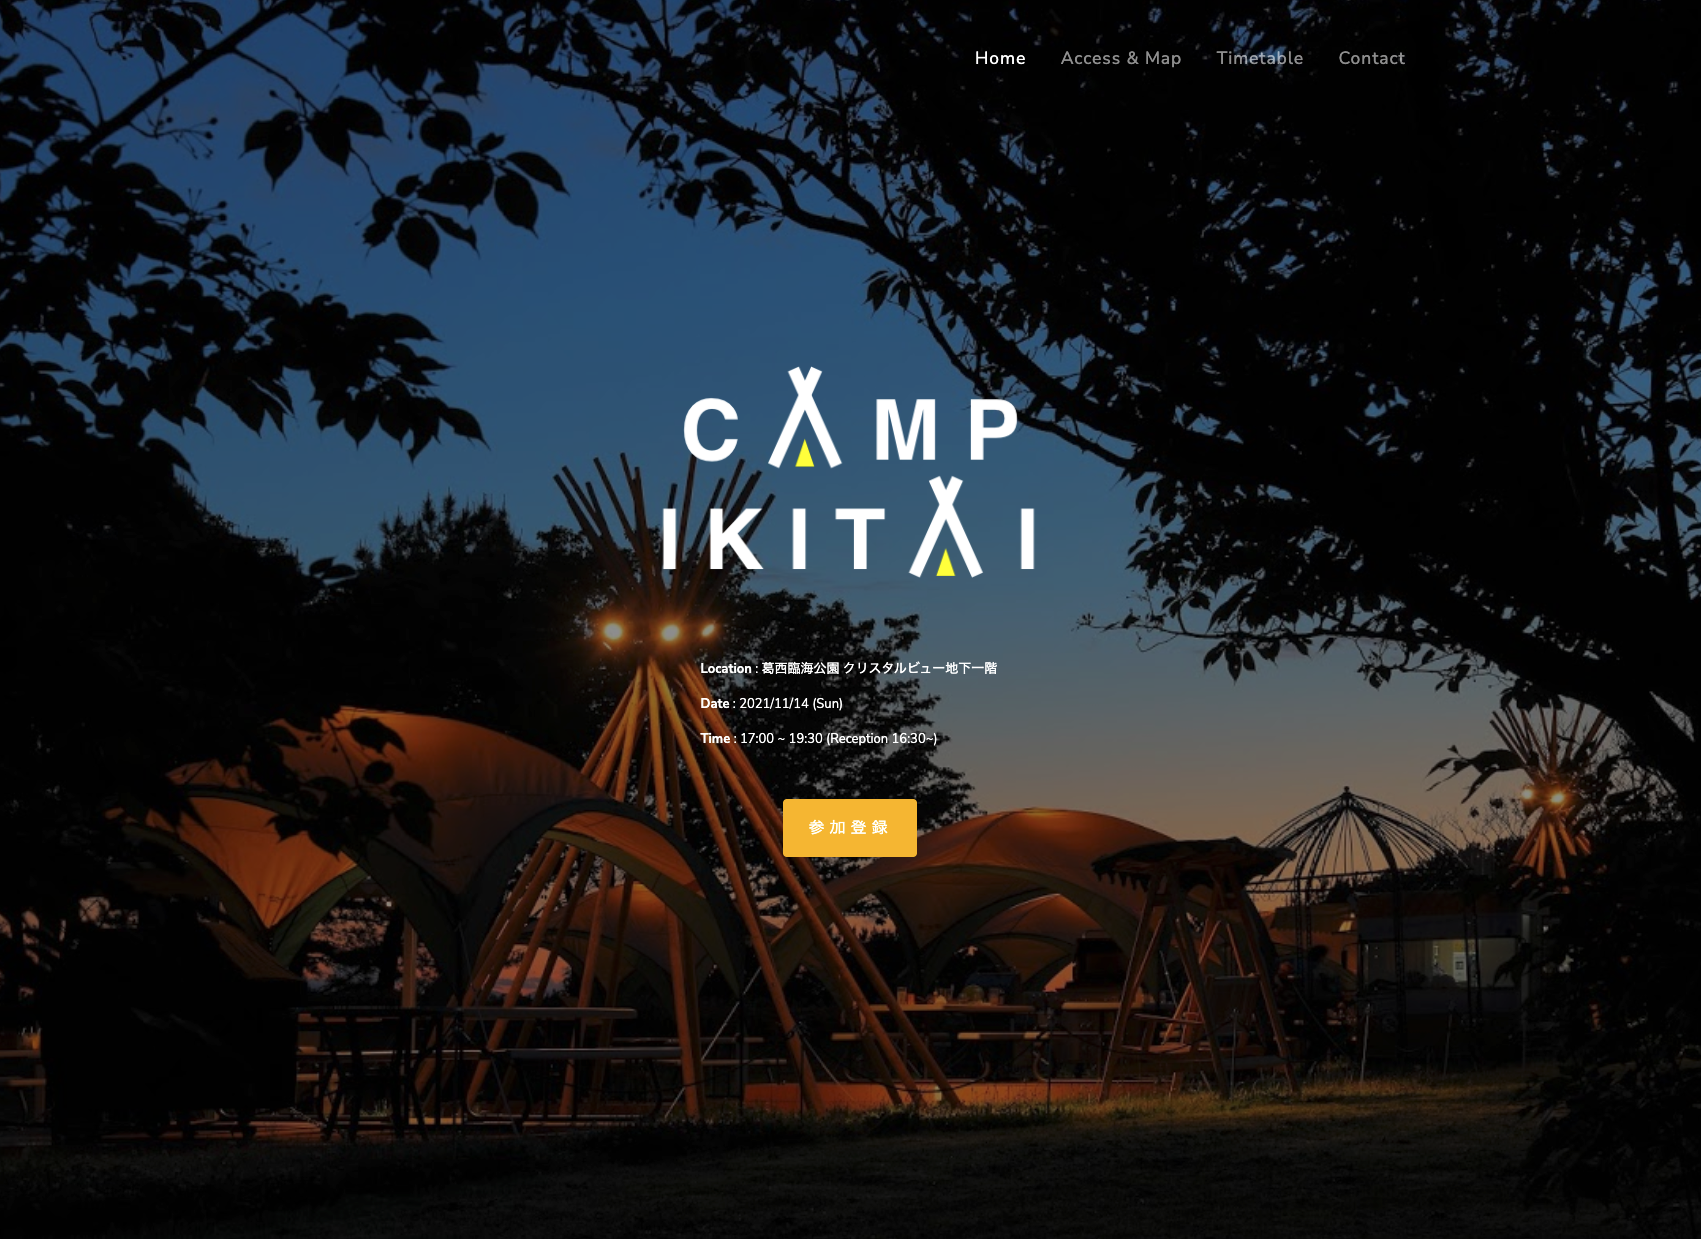 Home Access & Map Timetable Contact
CAMP
IKITAI
Location : 葛西臨海公園 クリスタルビュー地下一階
Date : 2021/11/14 (Sun)
Time : 17:00 ~ 19:30 (Reception 16:30~)
参加登録